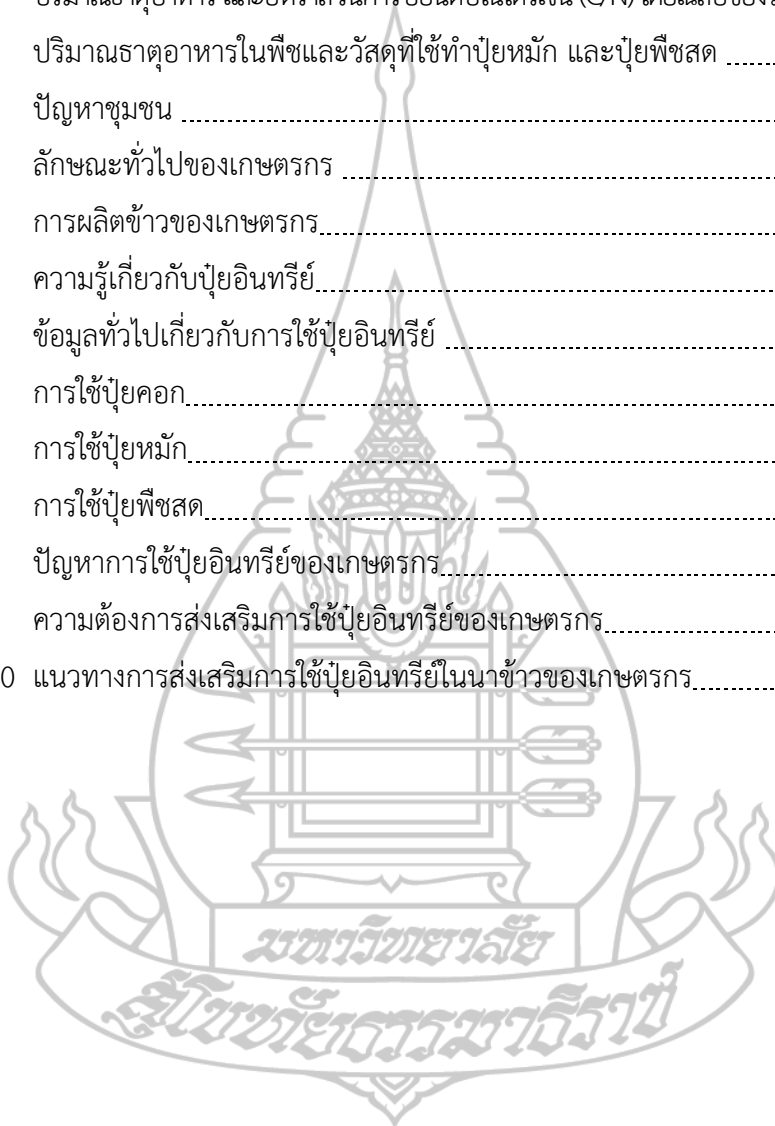 ปริมาณธาตุอาหารในพืชและวัสดุที่ใช้ทำปุ๋ยหมัก และปุ๋ยพืชสด
ปัญหาชุมชน
ลักษณะทั่วไปของเกษตรกร
การผลิตข้าวของเกษตรกร
ความรู้เกี่ยวกับปุ๋ยอินทรีย์
ข้อมูลทั่วไปเกี่ยวกับการใช้ปุ๋ยอินทรีย์
การใช้ปุ๋ยคอก
การใช้ปุ๋ยหมัก
การใช้ปุ๋ยพืชสด
ปัญหาการใช้ปุ๋ยอินทรีย์ของเกษตรกร
ความต้องการส่งเสริมการใช้ปุ๋ยอินทรีย์ของเกษตรกร
0 แนวทางการส่งเสริมการใช้ปุ๋ยอินทรีย์ในนาข้าวของเกษตรกร
มหาวิทยาลัย
สุโขทัยธรรมาธิราช